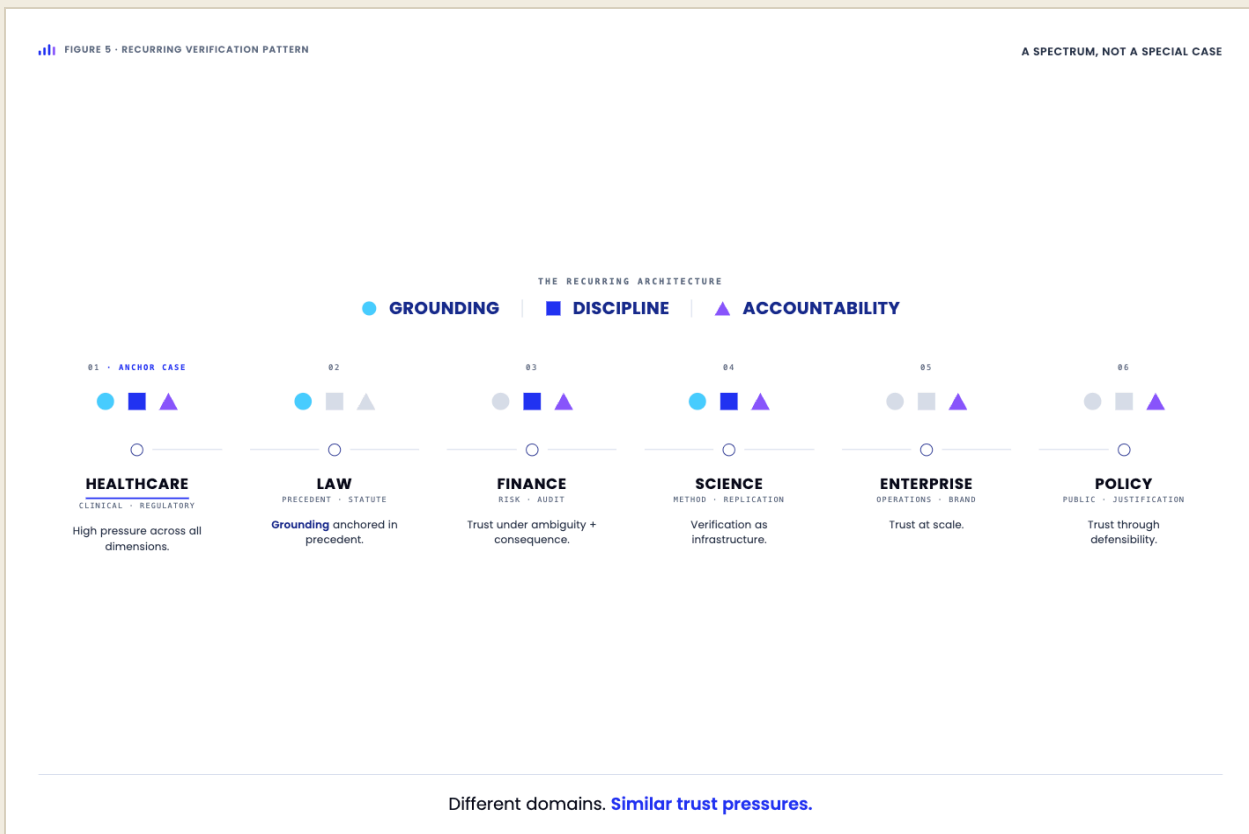 FIGURE 5 · RECURRING VERIFICATION PATTERN
A SPECTRUM, NOT A SPECIAL CASE
THE RECURRING ARCHITECTURE
GROUNDING
DISCIPLINE
ACCOUNTABILITY
01 · ANCHOR CASE
HEALTHCARE
CLINICAL · REGULATORY
High pressure across all
dimensions.
02
LAW
PRECEDENT · STATUTE
Grounding anchored in
precedent.
03
FINANCE
RISK · AUDIT
Trust under ambiguity +
consequence.
04
SCIENCE
METHOD · REPLICATION
Verification as
infrastructure.
05
ENTERPRISE
OPERATIONS · BRAND
Trust at scale.
06
POLICY
PUBLIC · JUSTIFICATION
Trust through
defensibility.
Different domains. Similar trust pressures.